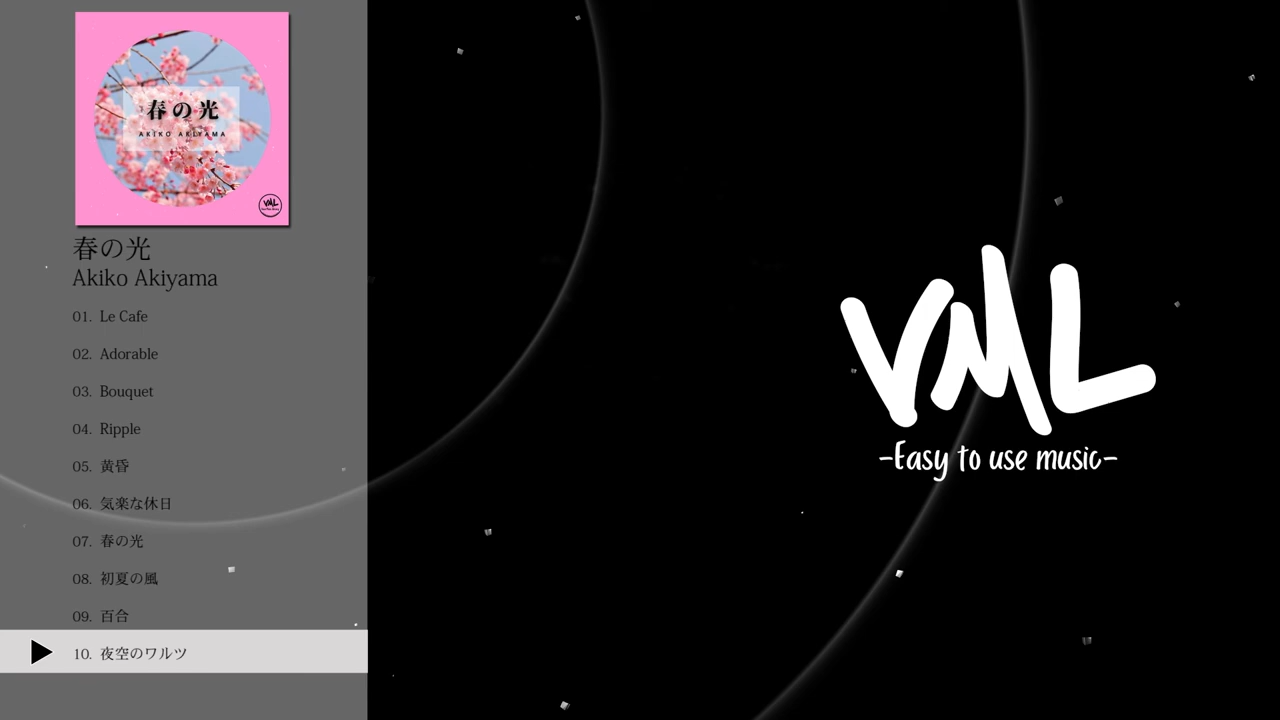 春の光
AKIKO AKIYAMA
VML
春の光
Akiko Akiyama
01. Le Cafe
02. Adorable
03. Bouquet
04. Ripple
05. 黄昏
06. 気楽な休日
07. 春の光
08. 初夏の風
09. 百合
10. 夜空のワルツ
VML
-Easy to use music-